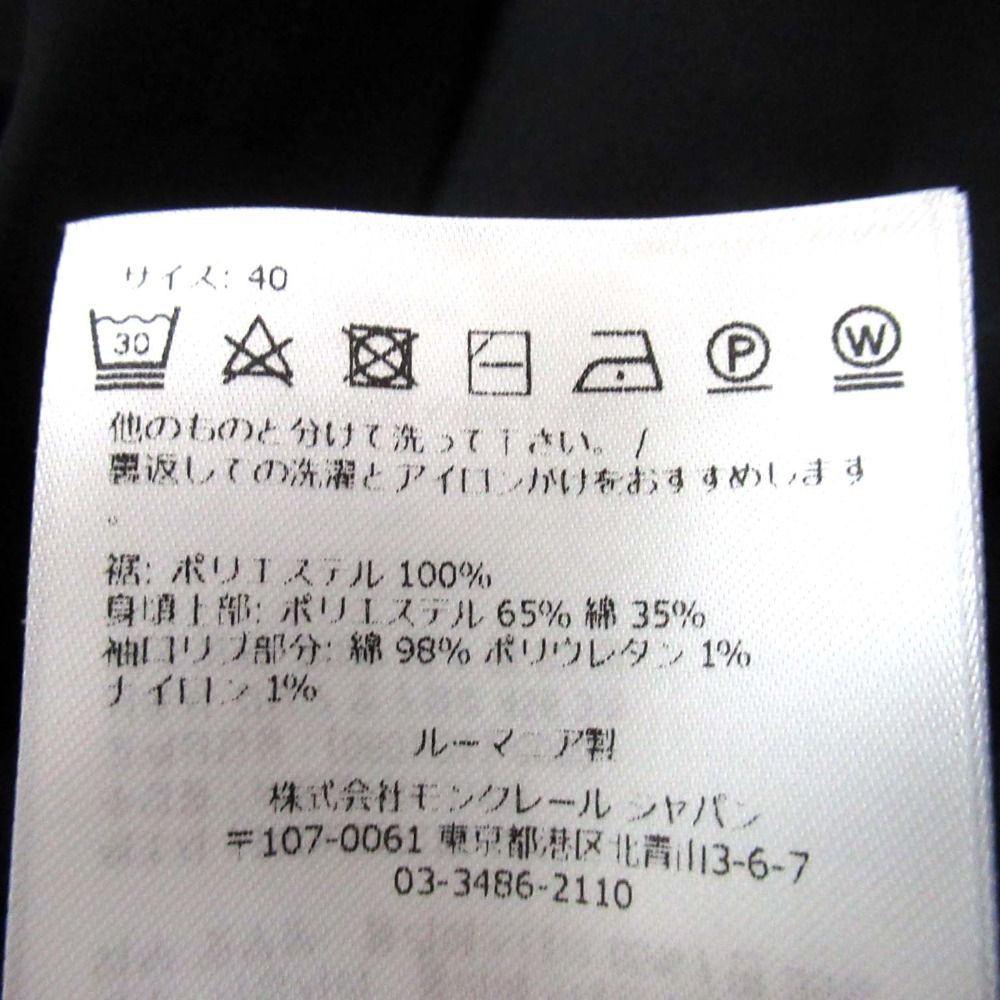 サイズ: 40
30
P
W
他のものと分けて洗って下さい。/
裏返しての洗濯とアイロンがけをおすすめします
。
裾: ポリエステル 100%
身頃上部: ポリエステル 65% 綿 35%
袖口リブ部分: 綿 98% ポリウレタン 1%
ナイロン 1%
ルーマニア製
株式会社モンクレール ジャパン
〒107-0061 東京都港区北青山3-6-7
03-3486-2110